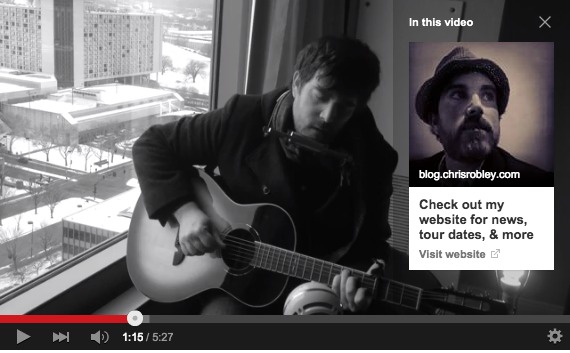 In this video
blog.chrisrobley.com
Check out my
website for news,
tour dates, & more
Visit website
1:15 / 5:27